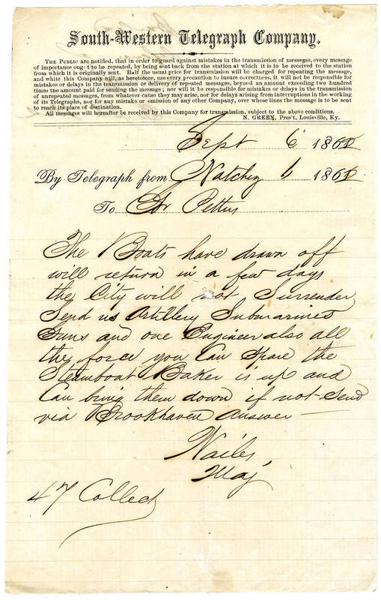 South-Western Telegraph Company.
THE PUBLIC are notified, that in order to guard against mistakes in the transmission of messages, every message
of importance ought to be repeated, by being sent back from the station at which it is to be received to the station
from which it is originally sent. Half the usual price for transmission will be charged for repeating the message,
and while this Company will, as heretofore, use every precaution to insure correctness, it will not be responsible for
mistakes or delays in the transmission or delivery of repeated messages, beyond an amount exceeding two hundred
times the amount paid for sending the message; nor will it be responsible for mistakes or delays in the transmission
of unrepeated messages, from whatever cause they may arise, nor for delays arising from interruptions in the working
of its Telegraphs, nor for any mistake or omission of any other Company, over whose lines the message is to be sent
to reach its place of destination.
All messages will hereafter be received by this Company for transmission, subject to the above conditions.
N. GREEN, Pres't, Louisville, Ky.
Sept 6 1862
By Telegraph from Natchez 6 1862
To Gov Pettus
The Boats have drawn off
will return in a few days
the City will not Surrender
Send us Artillery Submarines
Guns and one Engineer also all
the force you Can Spare the
Steamboat Baker is up and
Can bring them down if not Send
via Brookhaven Answer —
Wailes
Maj
47 Collect